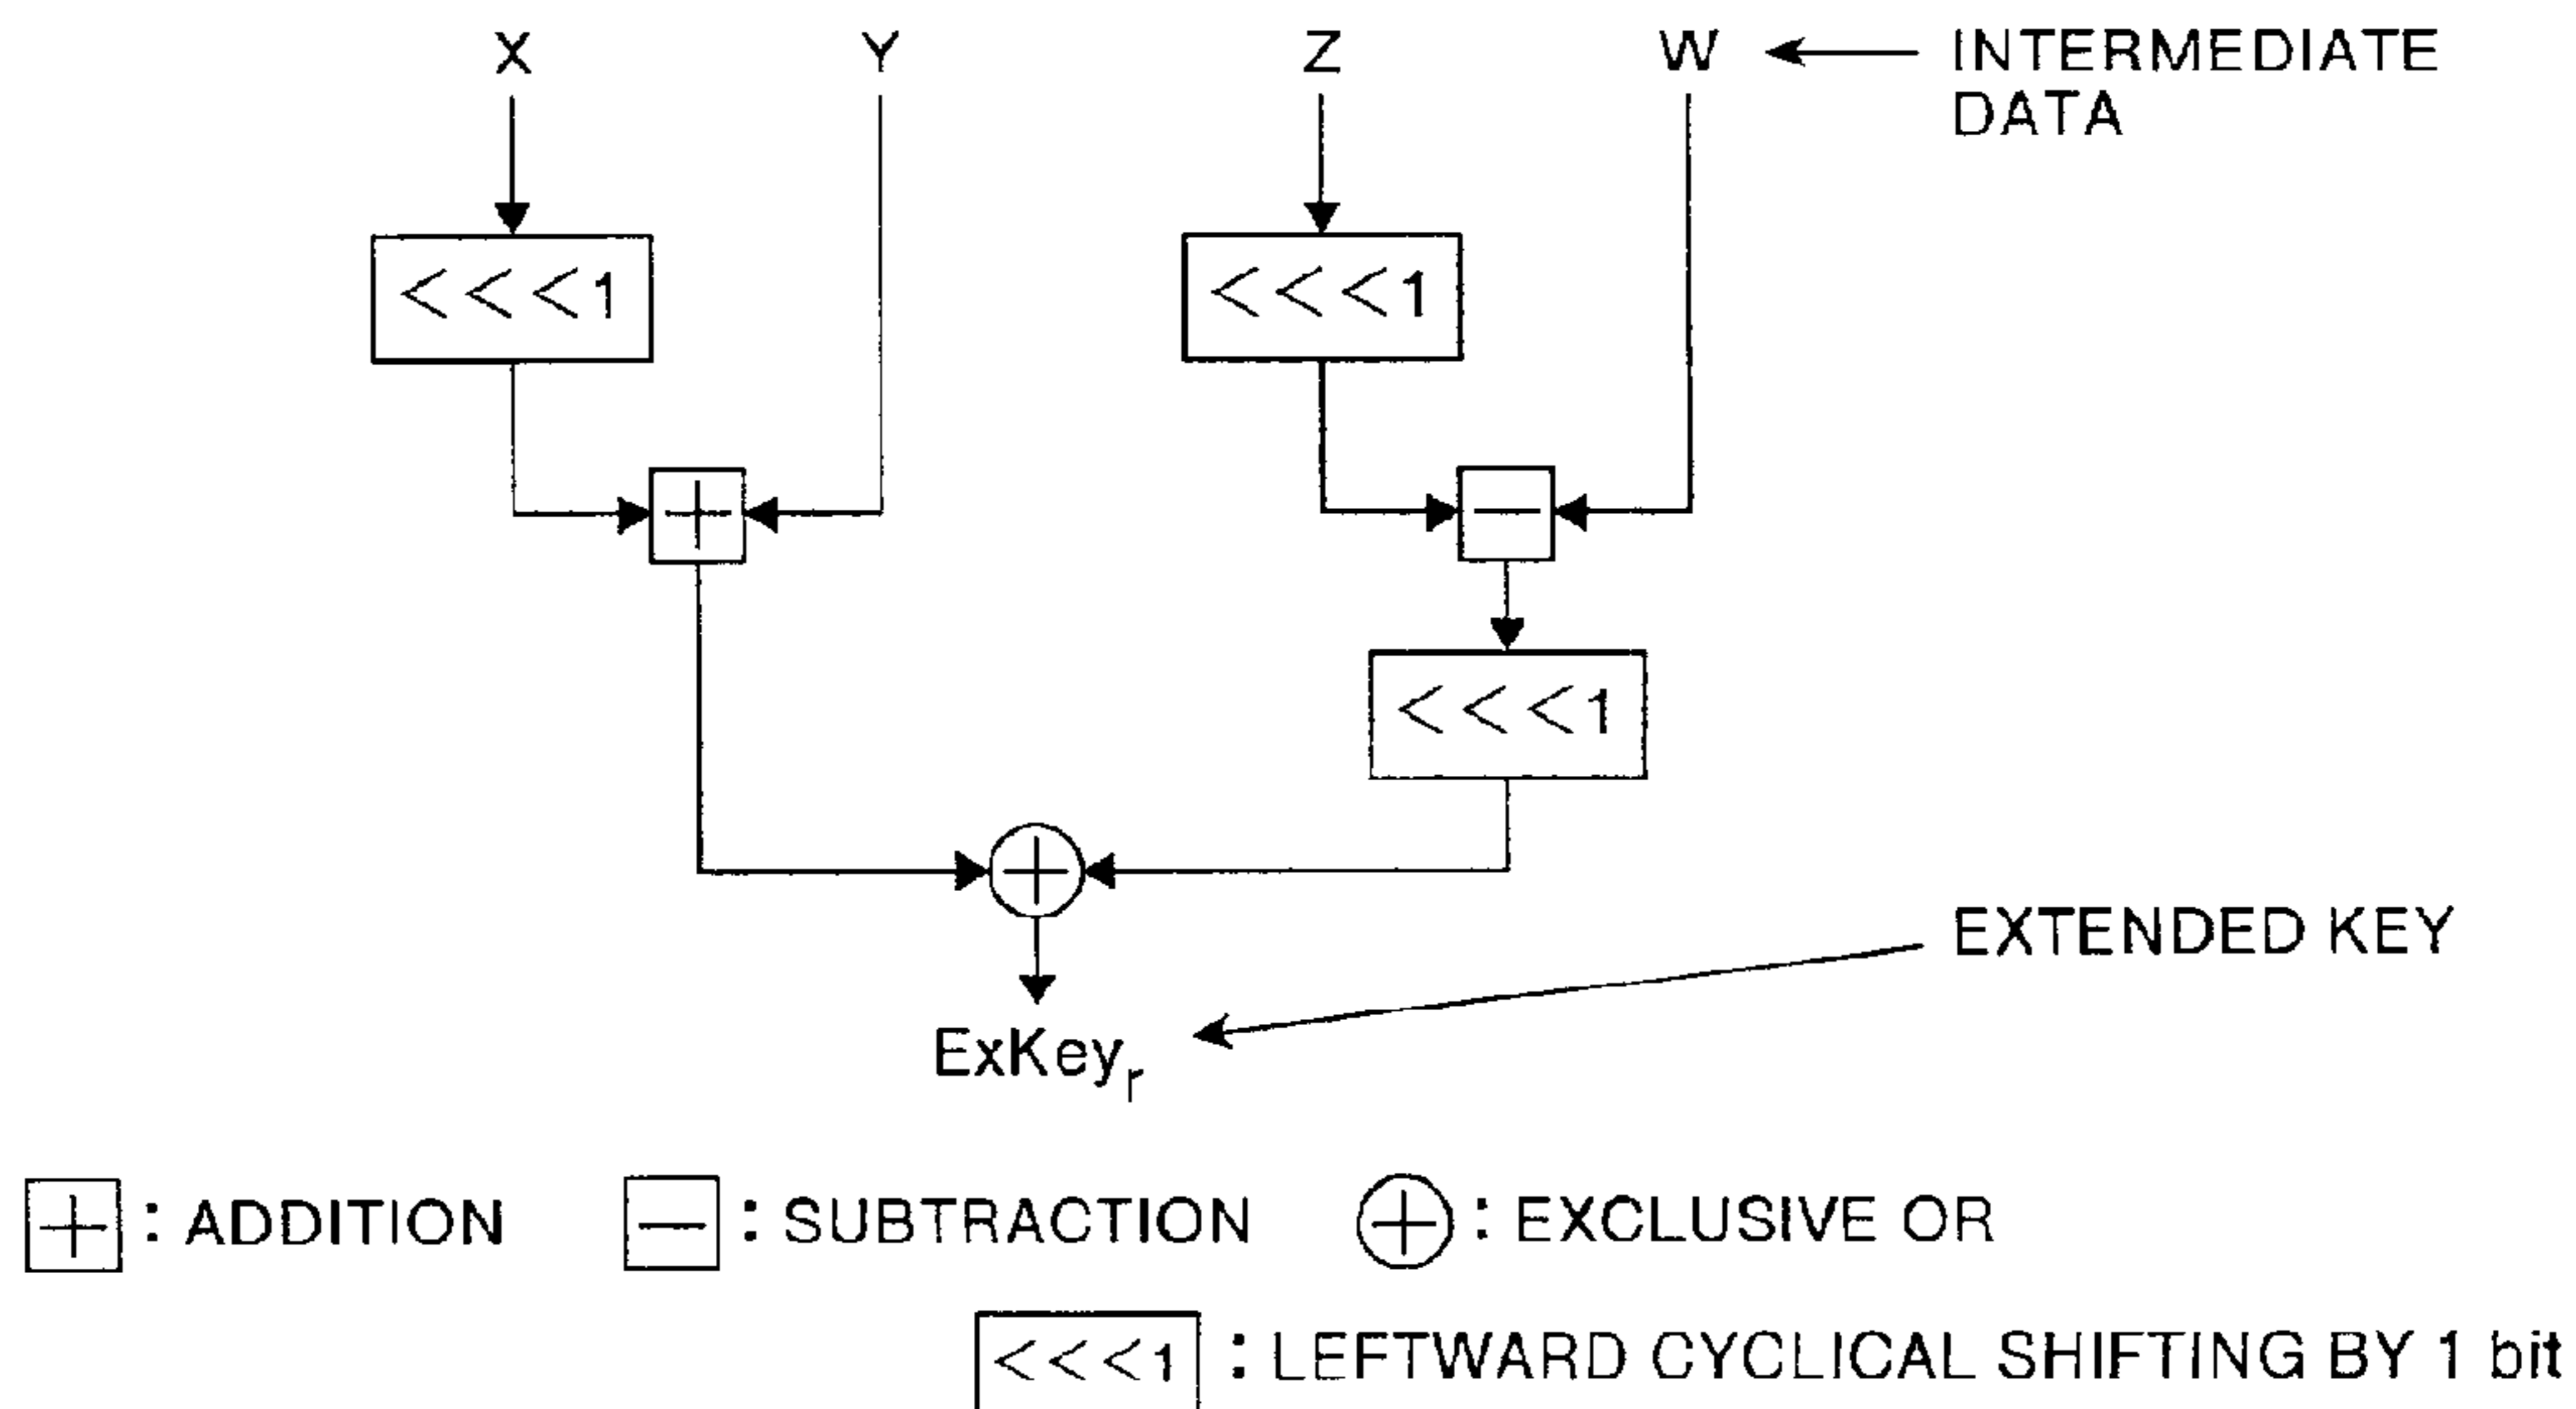 X Y Z W INTERMEDIATE
DATA
<<<1 <<<1
+ −
<<<1
+
EXTENDED KEY
ExKeyr
+ : ADDITION − : SUBTRACTION + : EXCLUSIVE OR
<<<1 : LEFTWARD CYCLICAL SHIFTING BY 1 bit